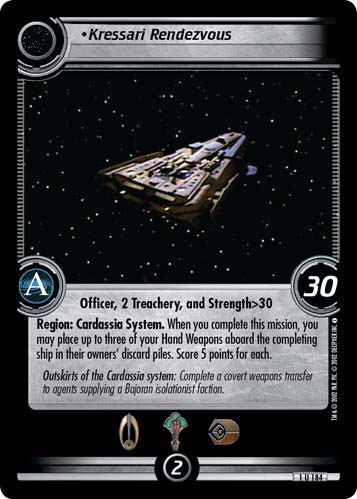 •Kressari Rendezvous
A
30
Officer, 2 Treachery, and Strength>30
Region: Cardassia System. When you complete this mission, you
may place up to three of your Hand Weapons aboard the completing
ship in their owners' discard piles. Score 5 points for each.
Outskirts of the Cardassia system: Complete a covert weapons transfer
to agents supplying a Bajoran isolationist faction.
2
1 U 184